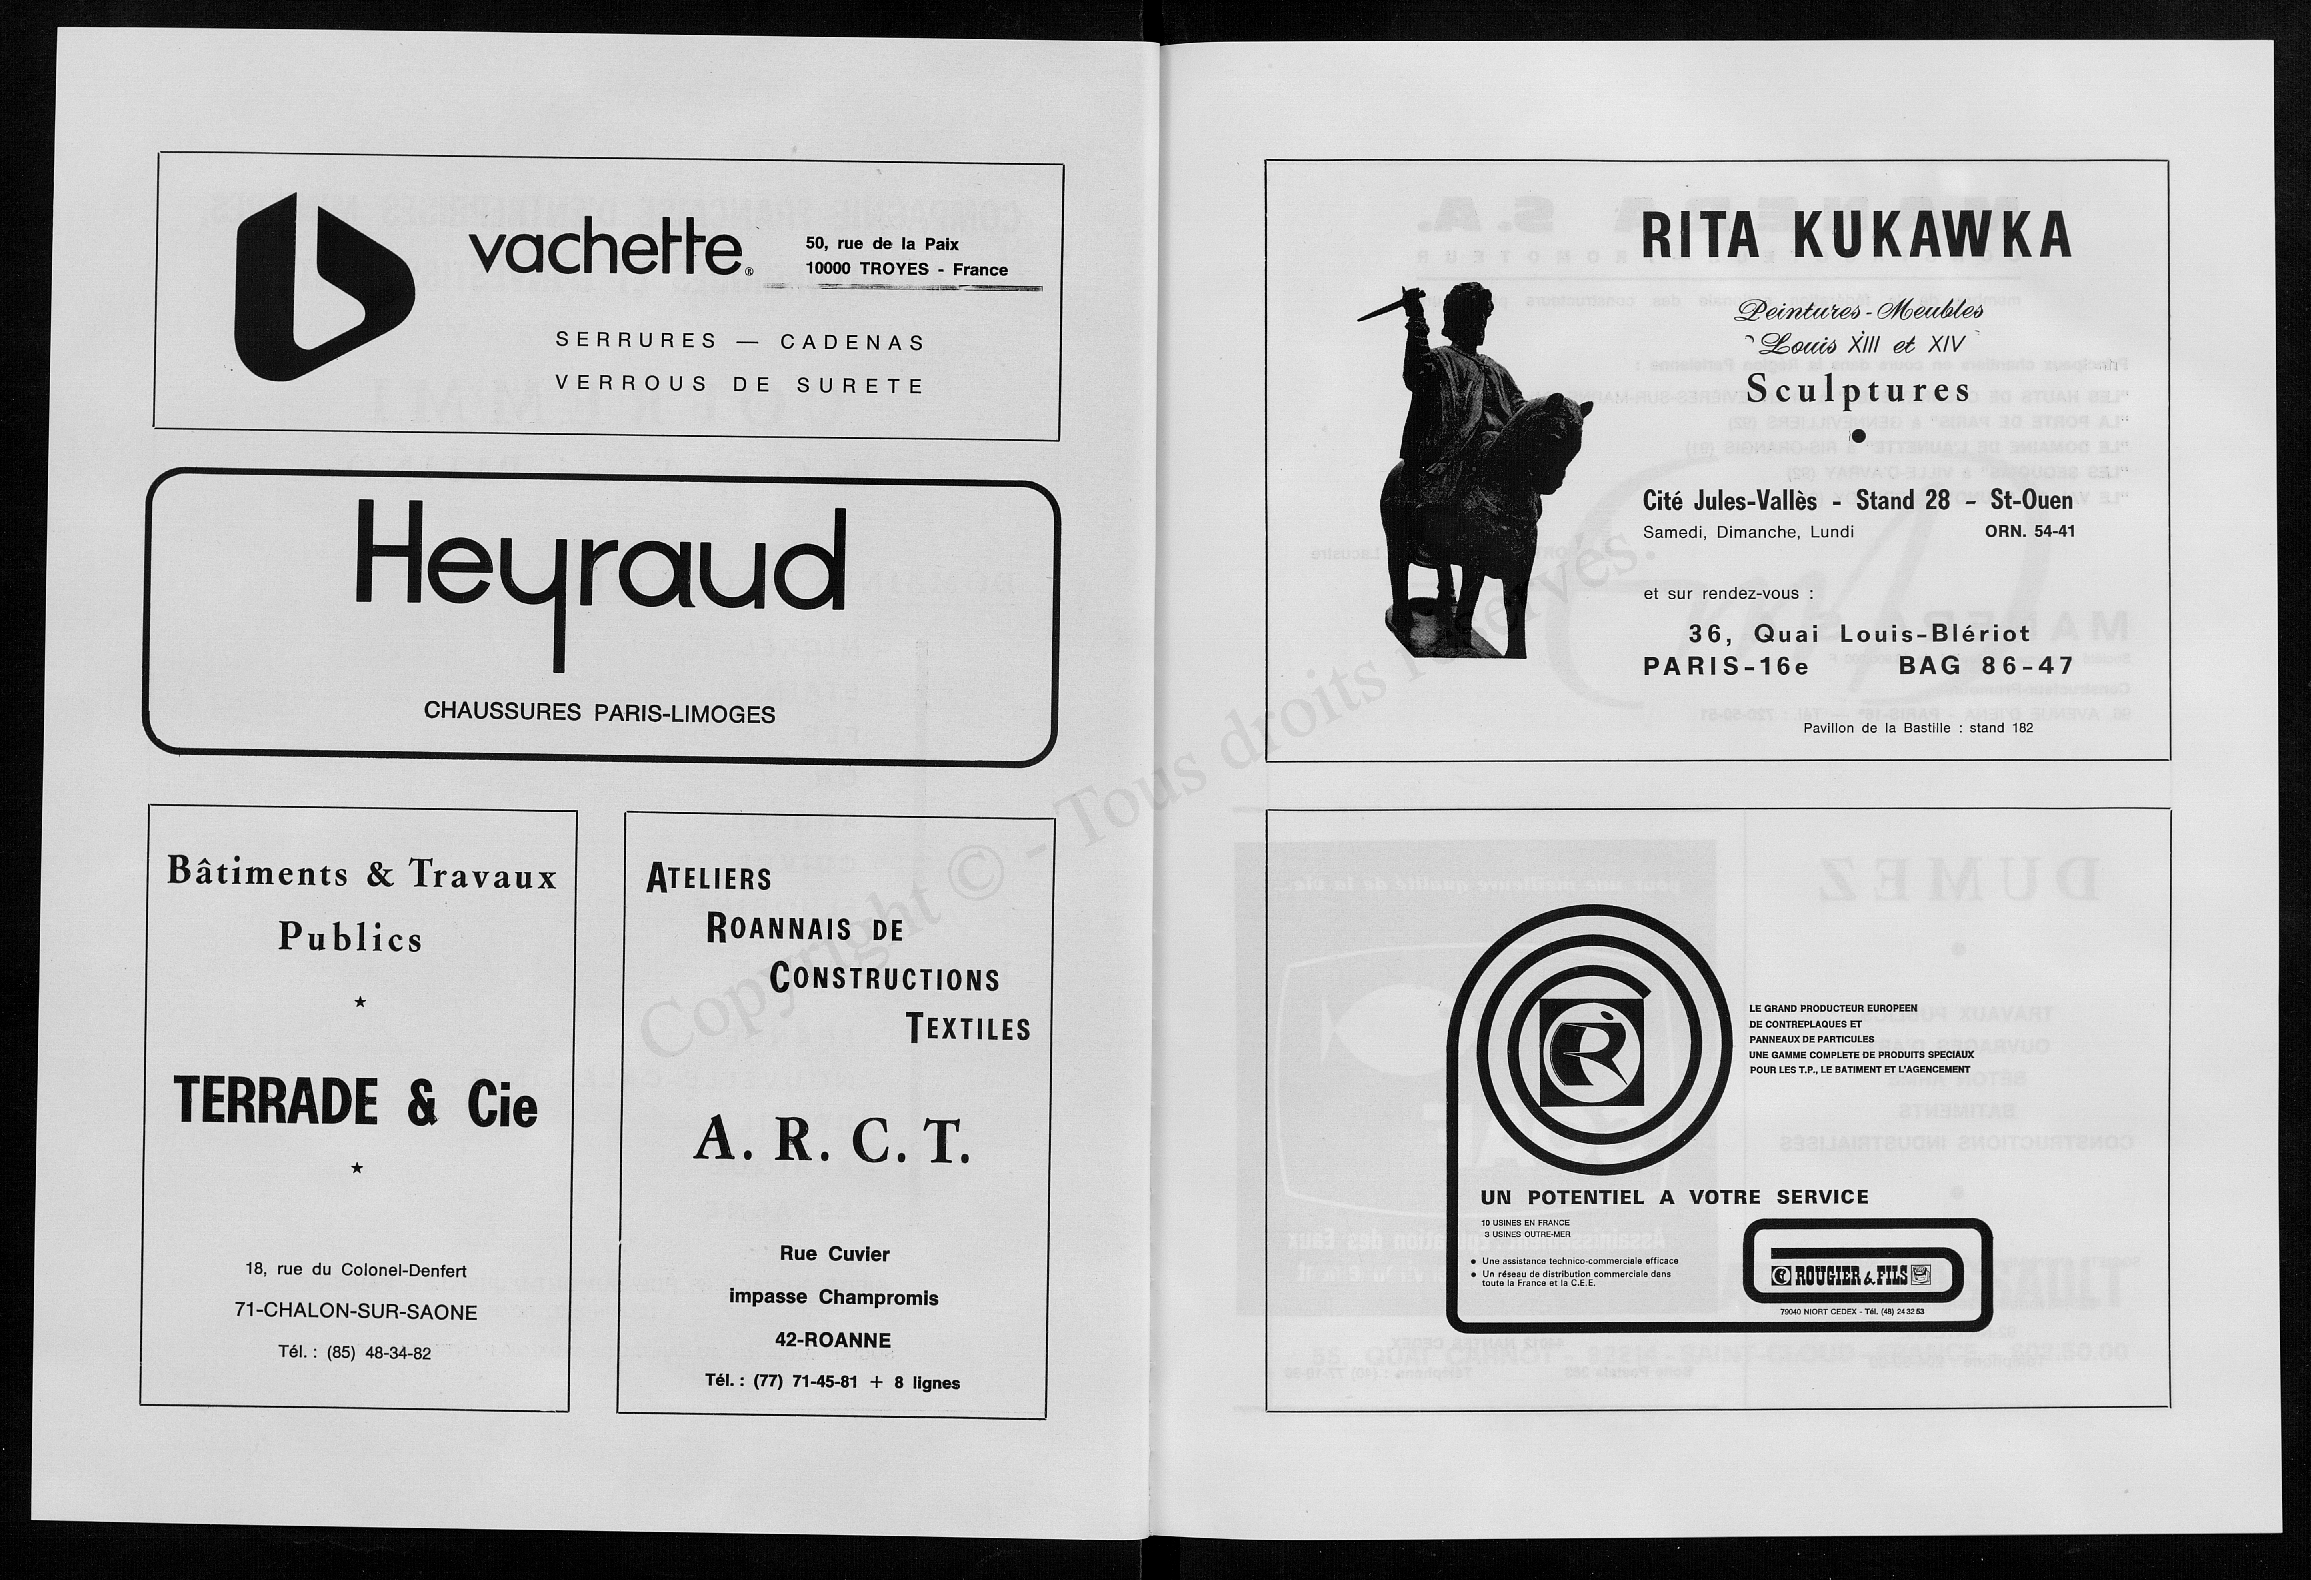 vachette®
50, rue de la Paix
10000 TROYES - France
SERRURES — CADENAS
VERROUS DE SURETE
Heyraud
CHAUSSURES PARIS-LIMOGES
Bâtiments & Travaux
Publics
TERRADE & Cie
18, rue du Colonel-Denfert
71-CHALON-SUR-SAONE
Tél. : (85) 48-34-82
ATELIERS
ROANNAIS DE
CONSTRUCTIONS
TEXTILES
A. R. C. T.
Rue Cuvier
impasse Champromis
42-ROANNE
Tél. : (77) 71-45-81 + 8 lignes
RITA KUKAWKA
Peintures - Meubles
Louis XIII et XIV
Sculptures
Cité Jules-Vallès - Stand 28 - St-Ouen
Samedi, Dimanche, Lundi ORN. 54-41
et sur rendez-vous :
36, Quai Louis-Blériot
PARIS-16e BAG 86-47
Pavillon de la Bastille : stand 182
R
LE GRAND PRODUCTEUR EUROPEEN
DE CONTREPLAQUES ET
PANNEAUX DE PARTICULES
UNE GAMME COMPLETE DE PRODUITS SPECIAUX
POUR LES T.P., LE BATIMENT ET L'AGENCEMENT
UN POTENTIEL A VOTRE SERVICE
10 USINES EN FRANCE
3 USINES OUTRE-MER
• Une assistance technico-commerciale efficace
• Un réseau de distribution commerciale dans
toute la France et la C.E.E.
R ROUGIER & FILS
79040 NIORT CEDEX - Tél. (48) 24 32 53
Copyright © - Tous droits réservés.